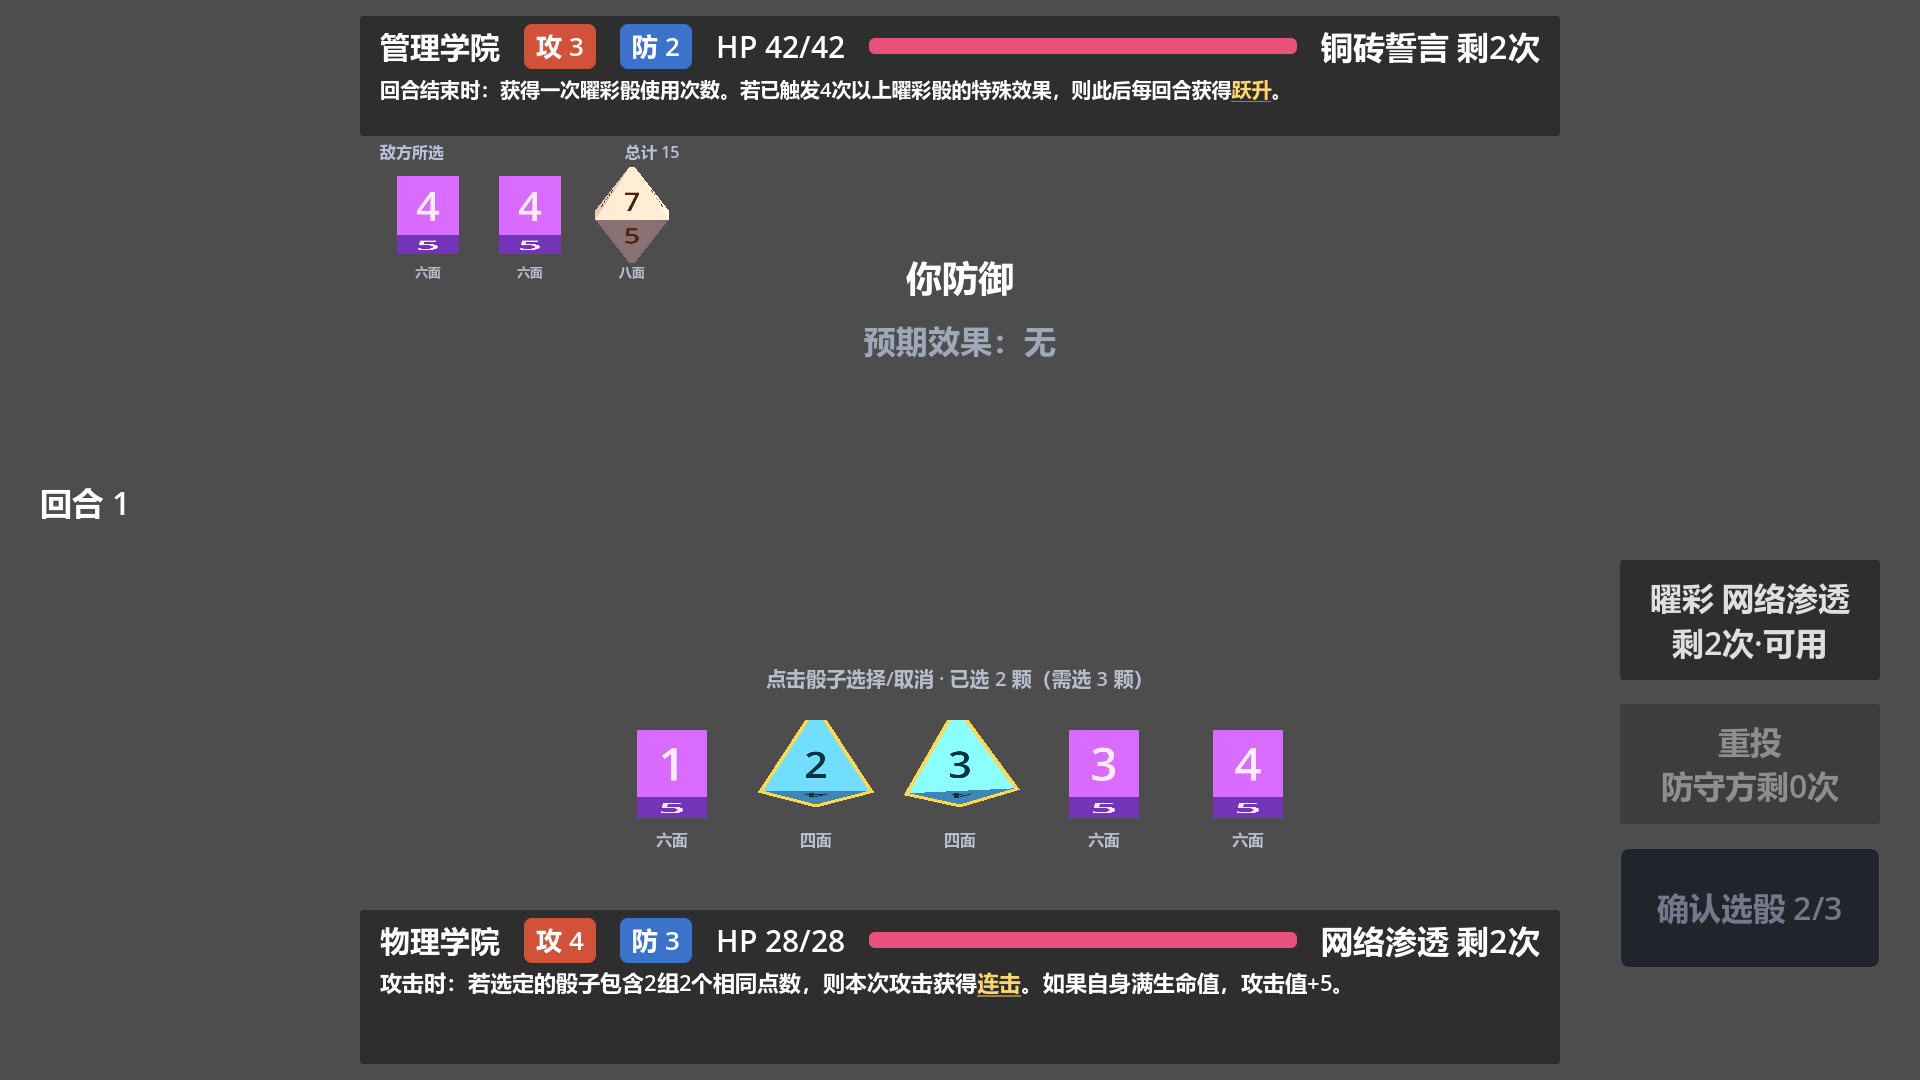 管理学院 攻 3 防 2 HP 42/42 铜砖誓言 剩2次
回合结束时：获得一次曜彩骰使用次数。若已触发4次以上曜彩骰的特殊效果，则此后每回合获得跃升。
敌方所选 总计 15
4 4 7
5 5 5
六面 六面 八面
你防御
预期效果：无
回合 1
曜彩 网络渗透
剩2次·可用
点击骰子选择/取消 · 已选 2 颗（需选 3 颗）
重投
防守方剩0次
1 2 3 3 4
5 4 4 5 5
六面 四面 四面 六面 六面
确认选骰 2/3
物理学院 攻 4 防 3 HP 28/28 网络渗透 剩2次
攻击时：若选定的骰子包含2组2个相同点数，则本次攻击获得连击。如果自身满生命值，攻击值+5。